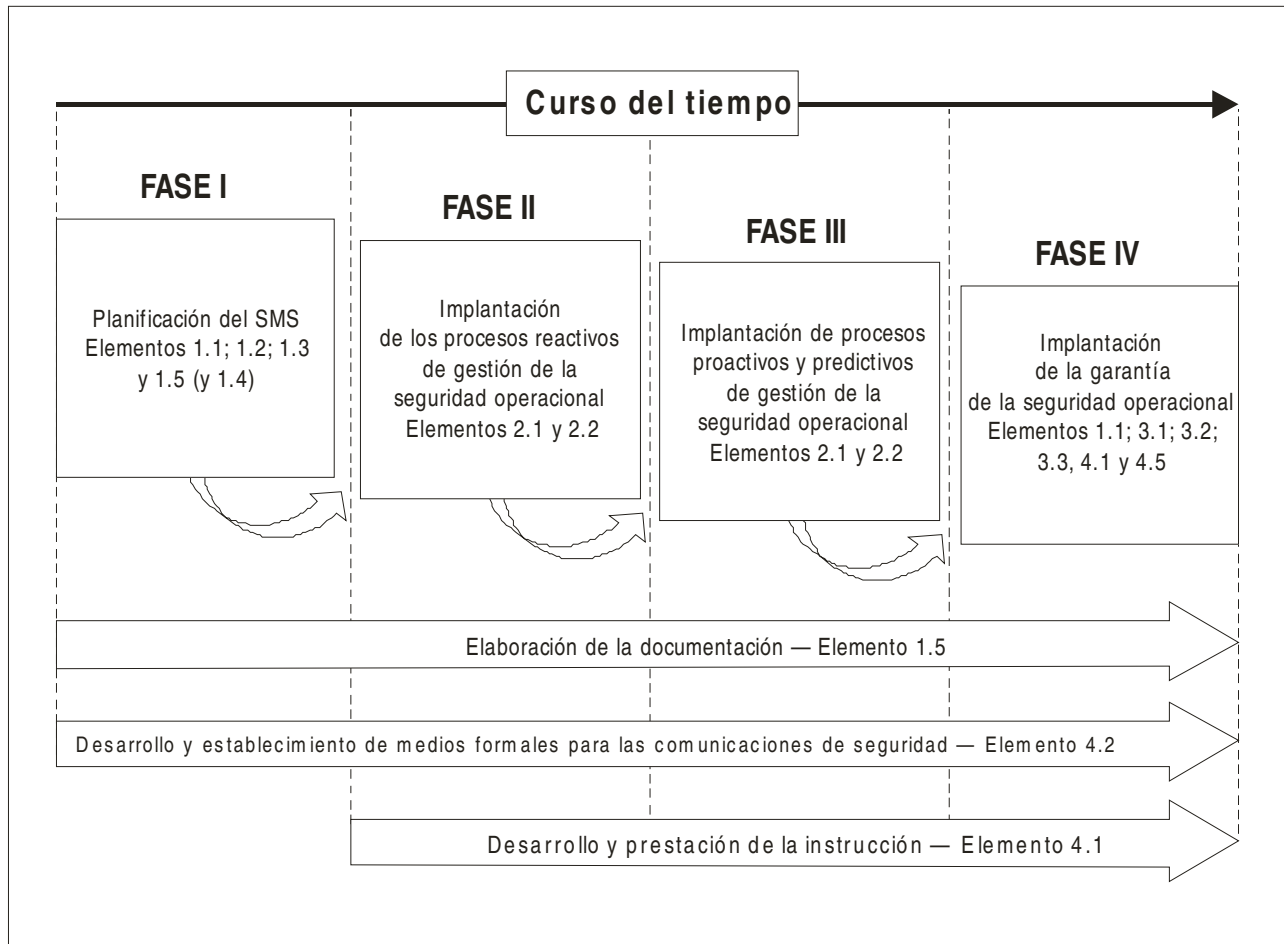 Curso del tiempo
FASE I
Planificación del SMS
Elementos 1.1; 1.2; 1.3
y 1.5 (y 1.4)
FASE II
Implantación
de los procesos reactivos
de gestión de la
seguridad operacional
Elementos 2.1 y 2.2
FASE III
Implantación de procesos
proactivos y predictivos
de gestión de la
seguridad operacional
Elementos 2.1 y 2.2
FASE IV
Implantación
de la garantía
de la seguridad operacional
Elementos 1.1; 3.1; 3.2;
3.3, 4.1 y 4.5
Elaboración de la documentación — Elemento 1.5
Desarrollo y establecimiento de medios formales para las comunicaciones de seguridad — Elemento 4.2
Desarrollo y prestación de la instrucción — Elemento 4.1